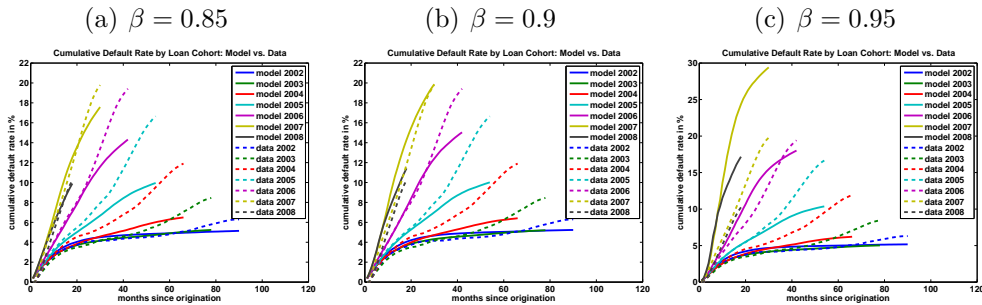 (a) β = 0.85
Cumulative Default Rate by Loan Cohort: Model vs. Data
cumulative default rate in %
22
20
18
16
14
12
10
8
6
4
2
0
0 20 40 60 80 100 120
months since origination
model 2002
model 2003
model 2004
model 2005
model 2006
model 2007
model 2008
data 2002
data 2003
data 2004
data 2005
data 2006
data 2007
data 2008
(b) β = 0.9
Cumulative Default Rate by Loan Cohort: Model vs. Data
cumulative default rate in %
22
20
18
16
14
12
10
8
6
4
2
0
0 20 40 60 80 100 120
months since origination
model 2002
model 2003
model 2004
model 2005
model 2006
model 2007
model 2008
data 2002
data 2003
data 2004
data 2005
data 2006
data 2007
data 2008
(c) β = 0.95
Cumulative Default Rate by Loan Cohort: Model vs. Data
cumulative default rate in %
30
25
20
15
10
5
0
0 20 40 60 80 100 120
months since origination
model 2002
model 2003
model 2004
model 2005
model 2006
model 2007
model 2008
data 2002
data 2003
data 2004
data 2005
data 2006
data 2007
data 2008